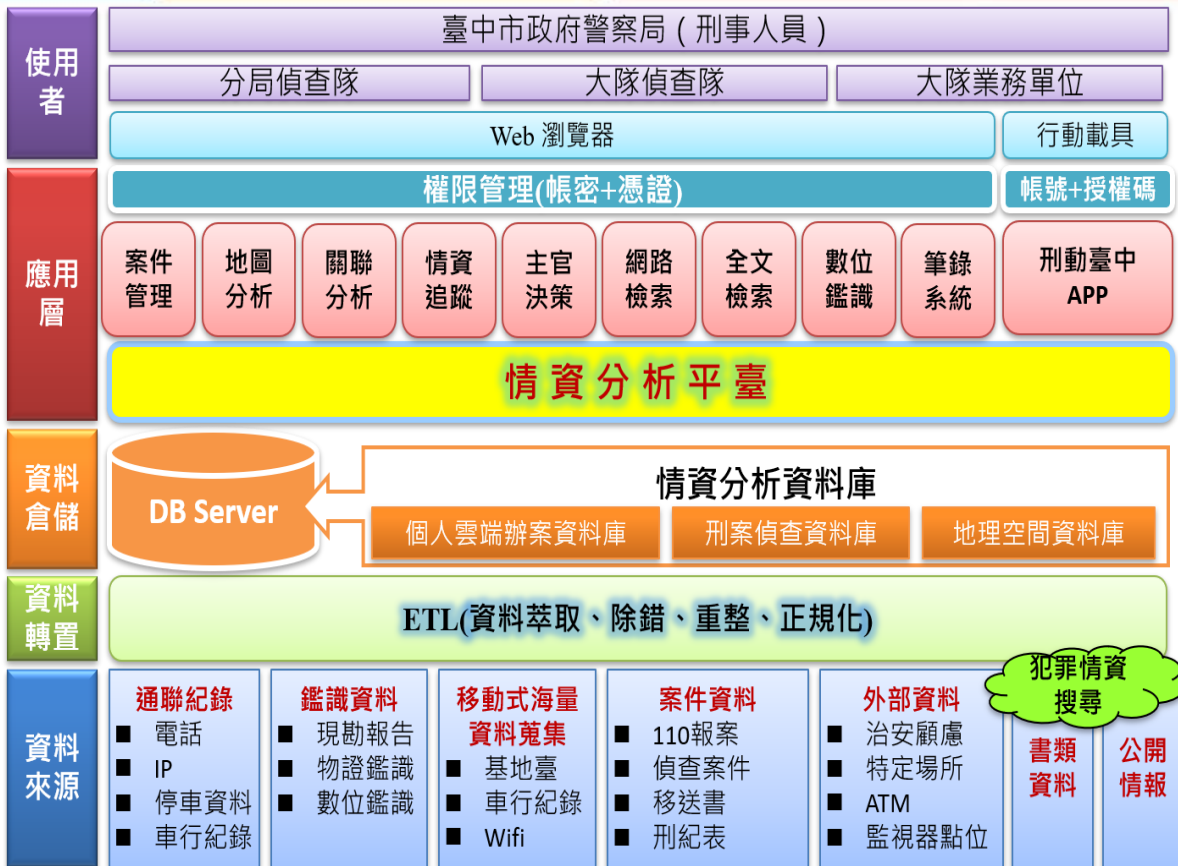 使用者
臺中市政府警察局（刑事人員）
分局偵查隊
大隊偵查隊
大隊業務單位
Web 瀏覽器
行動載具
應用層
權限管理(帳密+憑證)
帳號+授權碼
案件
管理
地圖
分析
關聯
分析
情資
追蹤
主官
決策
網路
檢索
全文
檢索
數位
鑑識
筆錄
系統
刑動臺中
APP
情資分析平臺
資料
倉儲
DB Server
情資分析資料庫
個人雲端辦案資料庫
刑案偵查資料庫
地理空間資料庫
資料
轉置
ETL(資料萃取、除錯、重整、正規化)
資料
來源
通聯紀錄
■ 電話
■ IP
■ 停車資料
■ 車行紀錄
鑑識資料
■ 現勘報告
■ 物證鑑識
■ 數位鑑識
移動式海量
資料蒐集
■ 基地臺
■ 車行紀錄
■ Wifi
案件資料
■ 110報案
■ 偵查案件
■ 移送書
■ 刑紀表
外部資料
■ 治安顧慮
■ 特定場所
■ ATM
■ 監視器點位
犯罪情資
搜尋
書類
資料
公開
情報